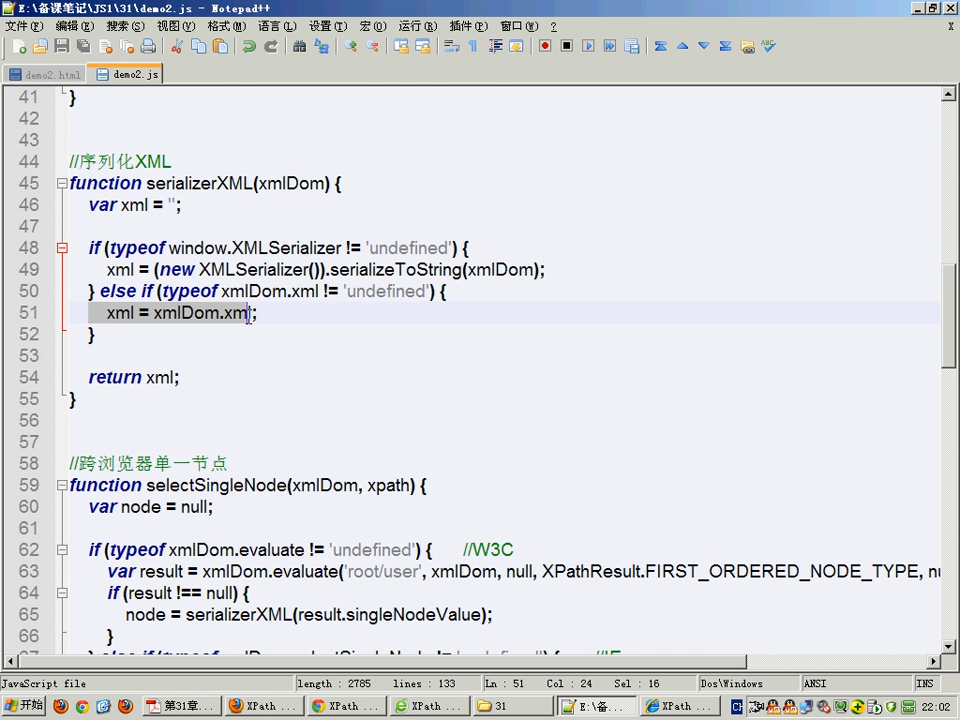 E:\备课笔记\JS1\31\demo2.js - Notepad++
文件(F) 编辑(E) 搜索(S) 视图(V) 格式(M) 语言(L) 设置(T) 宏(O) 运行(R) 插件(P) 窗口(W) ? X
demo2.html demo2.js
41 }
42
43
44 //序列化XML
45 function serializerXML(xmlDom) {
46 var xml = '';
47
48 if (typeof window.XMLSerializer != 'undefined') {
49 xml = (new XMLSerializer()).serializeToString(xmlDom);
50 } else if (typeof xmlDom.xml != 'undefined') {
51 xml = xmlDom.xml;
52 }
53
54 return xml;
55 }
56
57
58 //跨浏览器单一节点
59 function selectSingleNode(xmlDom, xpath) {
60 var node = null;
61
62 if (typeof xmlDom.evaluate != 'undefined') { //W3C
63 var result = xmlDom.evaluate('root/user', xmlDom, null, XPathResult.FIRST_ORDERED_NODE_TYPE, nu
64 if (result !== null) {
65 node = serializerXML(result.singleNodeValue);
66 }
JavaScript file length : 2785 lines : 133 Ln : 51 Col : 24 Sel : 16 Dos\Windows ANSI INS
开始 第31章... XPath ... XPath ... XPath ... 31 E:\备... XPath ... CK 22:02